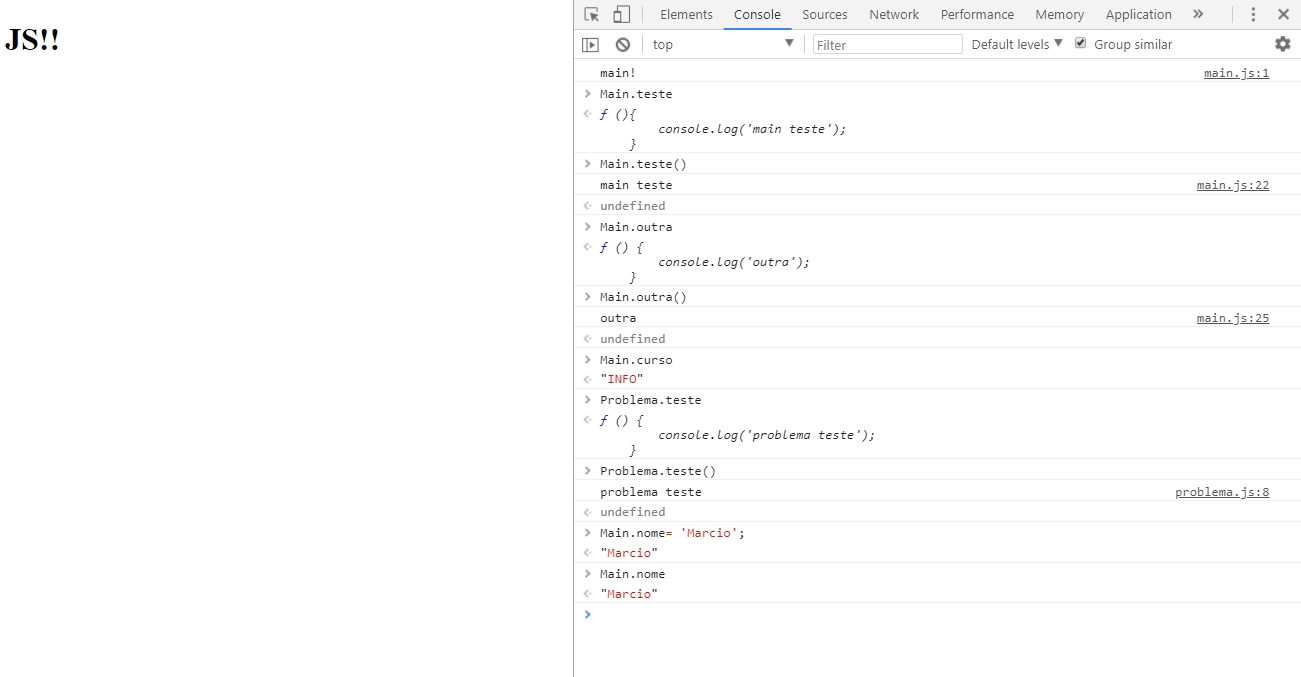 JS!!
Elements Console Sources Network Performance Memory Application »
top Filter Default levels Group similar
main! main.js:1
> Main.teste
ƒ (){
console.log('main teste');
}
> Main.teste()
main teste main.js:22
undefined
> Main.outra
ƒ () {
console.log('outra');
}
> Main.outra()
outra main.js:25
undefined
> Main.curso
"INFO"
> Problema.teste
ƒ () {
console.log('problema teste');
}
> Problema.teste()
problema teste problema.js:8
undefined
> Main.nome= 'Marcio';
"Marcio"
> Main.nome
"Marcio"
>